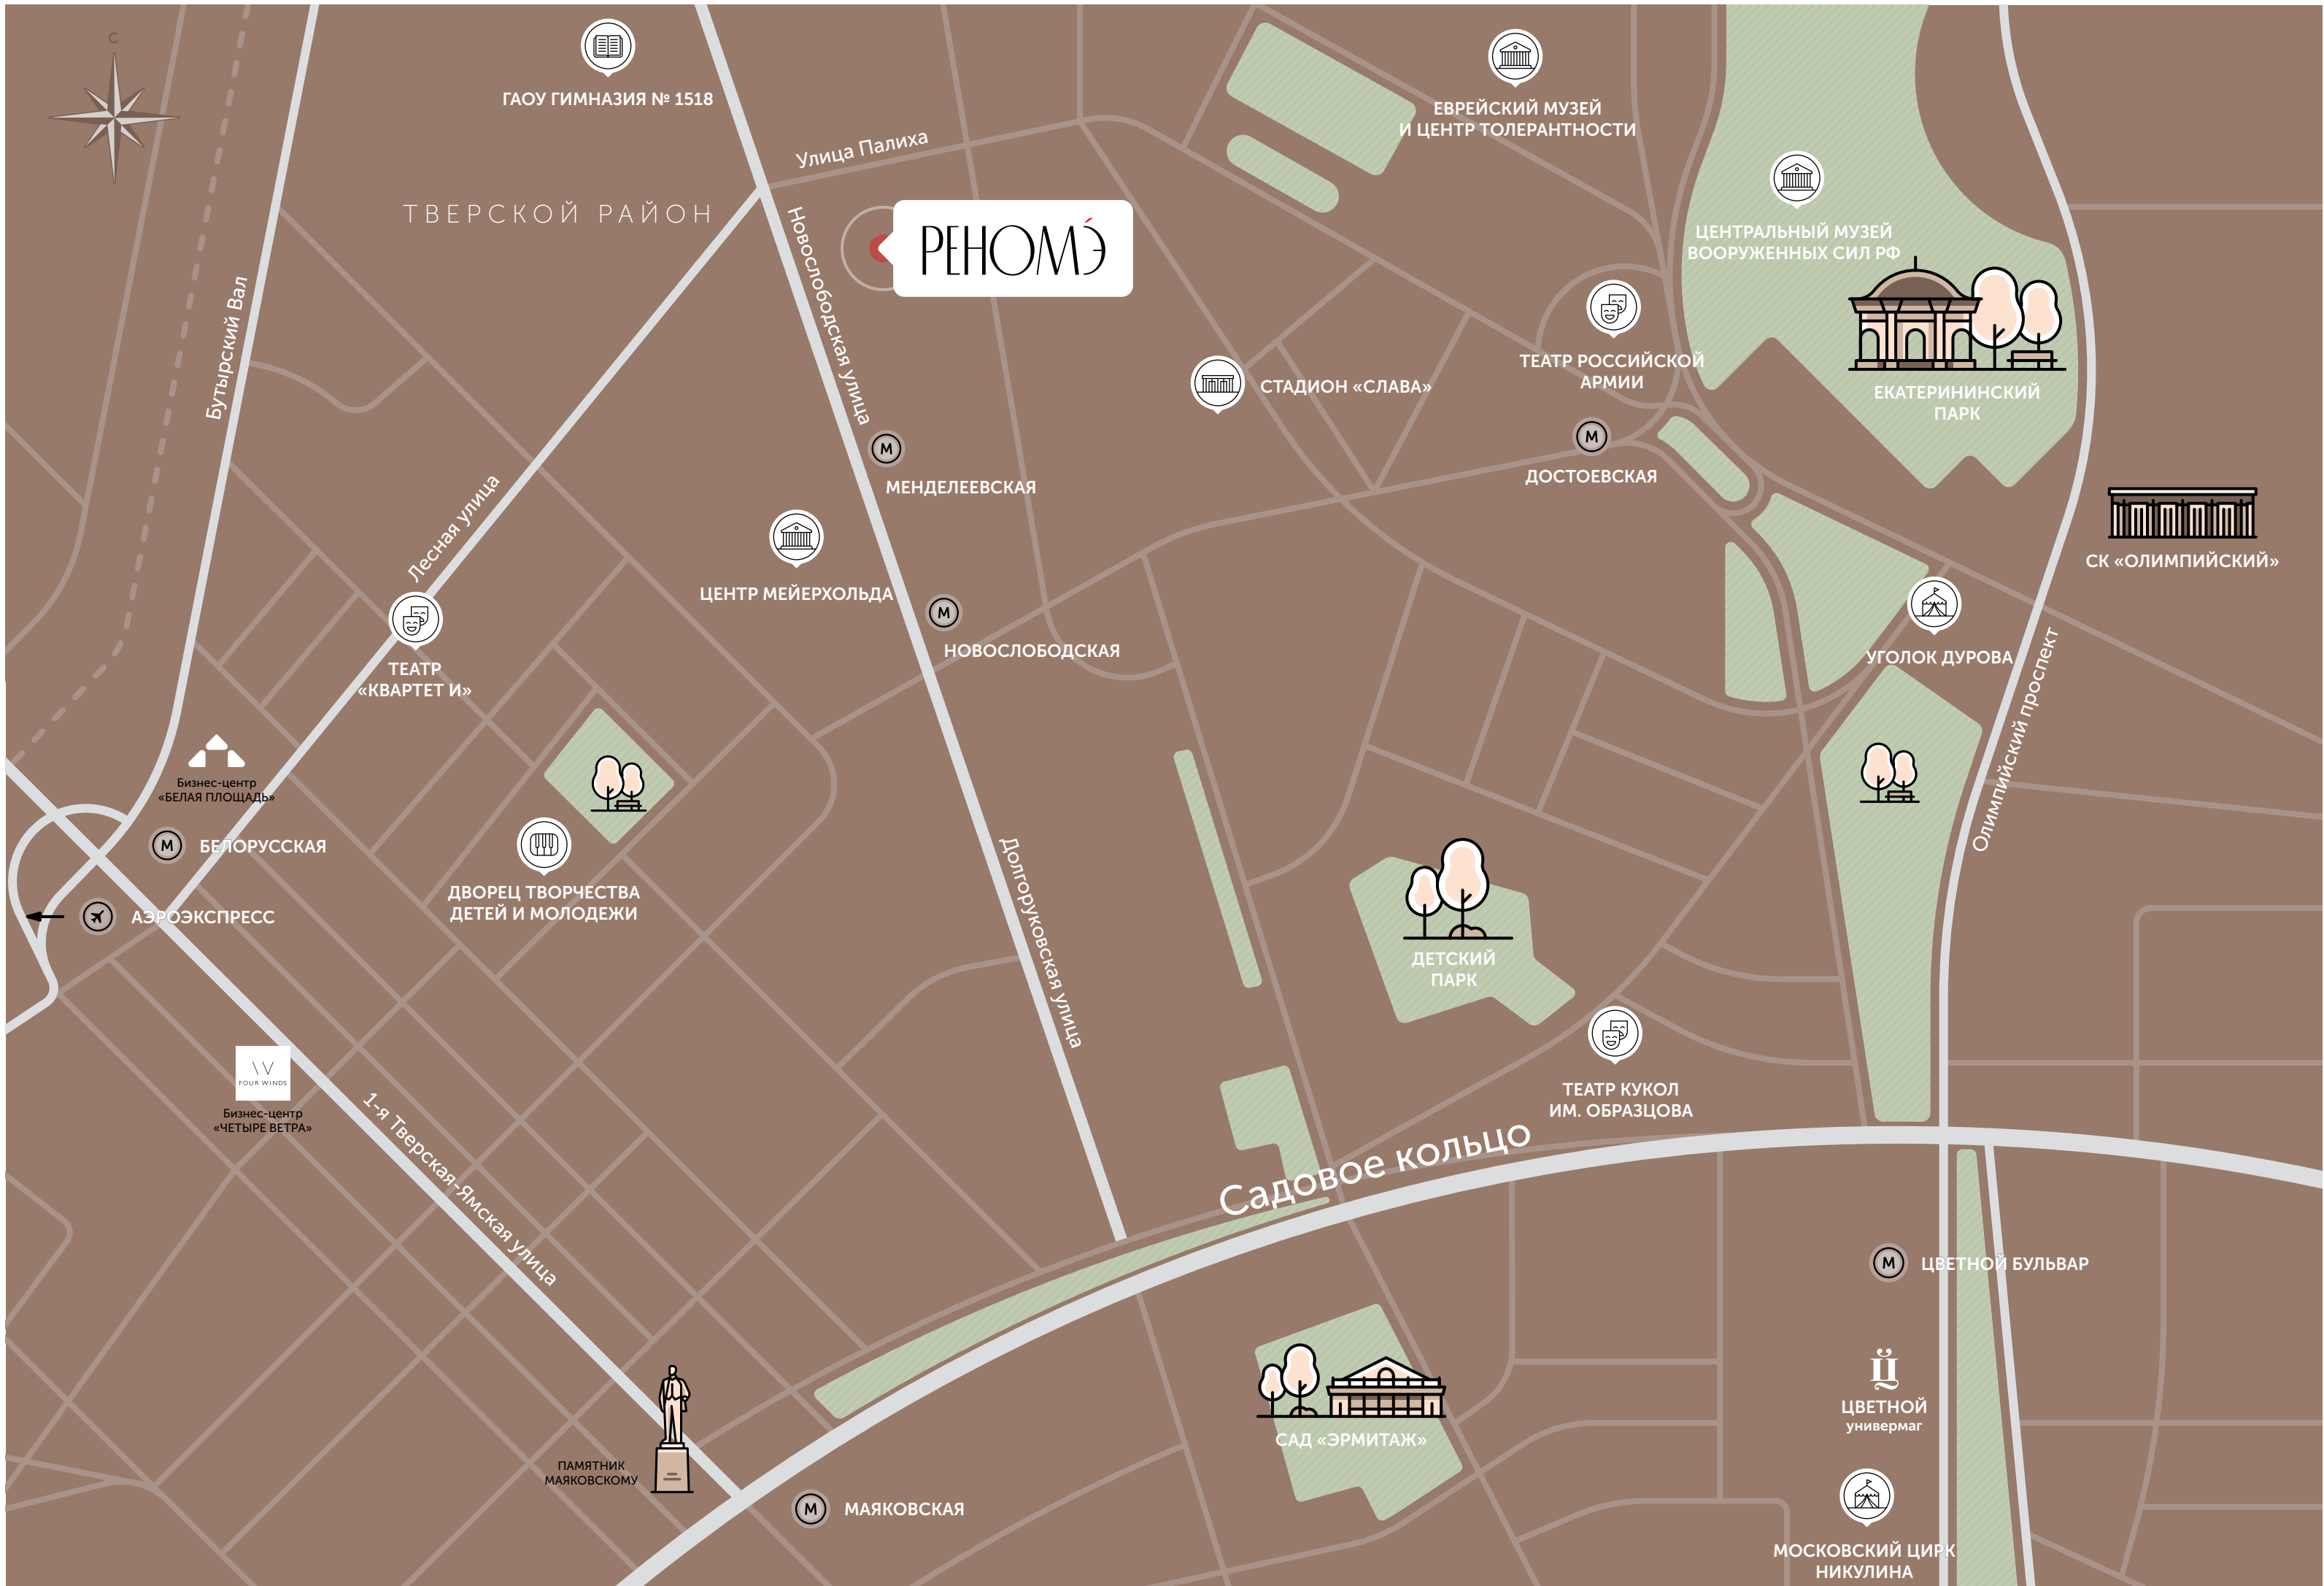 С
ГАОУ ГИМНАЗИЯ № 1518
ЕВРЕЙСКИЙ МУЗЕЙ
И ЦЕНТР ТОЛЕРАНТНОСТИ
Улица Палиха
ТВЕРСКОЙ РАЙОН
РЕНОМЭ́
ЦЕНТРАЛЬНЫЙ МУЗЕЙ
ВООРУЖЕННЫХ СИЛ РФ
Новослободская улица
Бутырский Вал
ТЕАТР РОССИЙСКОЙ
АРМИИ
СТАДИОН «СЛАВА»
ЕКАТЕРИНИНСКИЙ
ПАРК
М
МЕНДЕЛЕЕВСКАЯ
М
ДОСТОЕВСКАЯ
Лесная улица
СК «ОЛИМПИЙСКИЙ»
ЦЕНТР МЕЙЕРХОЛЬДА
М
НОВОСЛОБОДСКАЯ
УГОЛОК ДУРОВА
ТЕАТР
«КВАРТЕТ И»
Олимпийский проспект
Бизнес-центр
«БЕЛАЯ ПЛОЩАДЬ»
М
БЕЛОРУССКАЯ
АЭРОЭКСПРЕСС
ДВОРЕЦ ТВОРЧЕСТВА
ДЕТЕЙ И МОЛОДЕЖИ
Долгоруковская улица
ДЕТСКИЙ
ПАРК
FOUR WINDS
Бизнес-центр
«ЧЕТЫРЕ ВЕТРА»
1-я Тверская-Ямская улица
ТЕАТР КУКОЛ
ИМ. ОБРАЗЦОВА
Садовое кольцо
М
ЦВЕТНОЙ БУЛЬВАР
Ц
ЦВЕТНОЙ
универмаг
САД «ЭРМИТАЖ»
ПАМЯТНИК
МАЯКОВСКОМУ
М
МАЯКОВСКАЯ
МОСКОВСКИЙ ЦИРК
НИКУЛИНА